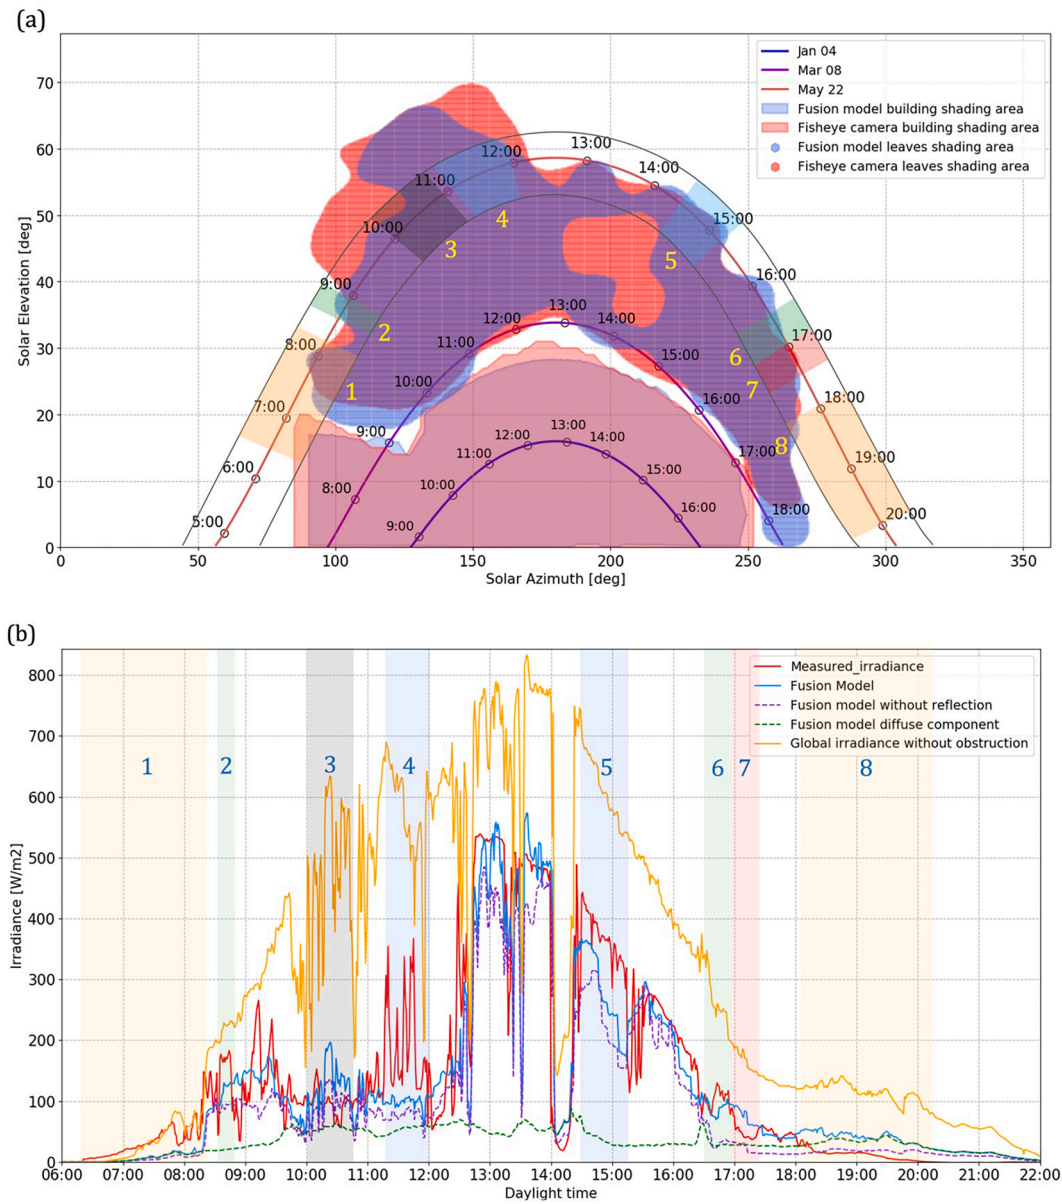 (a)
Solar Elevation [deg]
70
60
50
40
30
20
10
0
Jan 04
Mar 08
May 22
Fusion model building shading area
Fisheye camera building shading area
Fusion model leaves shading area
Fisheye camera leaves shading area
5:00
6:00
7:00
8:00
9:00
10:00
11:00
12:00
13:00
14:00
15:00
16:00
17:00
18:00
19:00
20:00
8:00
9:00
10:00
11:00
12:00
13:00
14:00
15:00
16:00
17:00
18:00
9:00
10:00
11:00
12:00
13:00
14:00
15:00
16:00
1
2
3
4
5
6
7
8
0 50 100 150 200 250 300 350
Solar Azimuth [deg]
(b)
Irradiance [W/m2]
800
700
600
500
400
300
200
100
0
Measured_irradiance
Fusion Model
Fusion model without reflection
Fusion model diffuse component
Global irradiance without obstruction
1 2 3 4 5 6 7 8
06:00 07:00 08:00 09:00 10:00 11:00 12:00 13:00 14:00 15:00 16:00 17:00 18:00 19:00 20:00 21:00 22:00
Daylight time